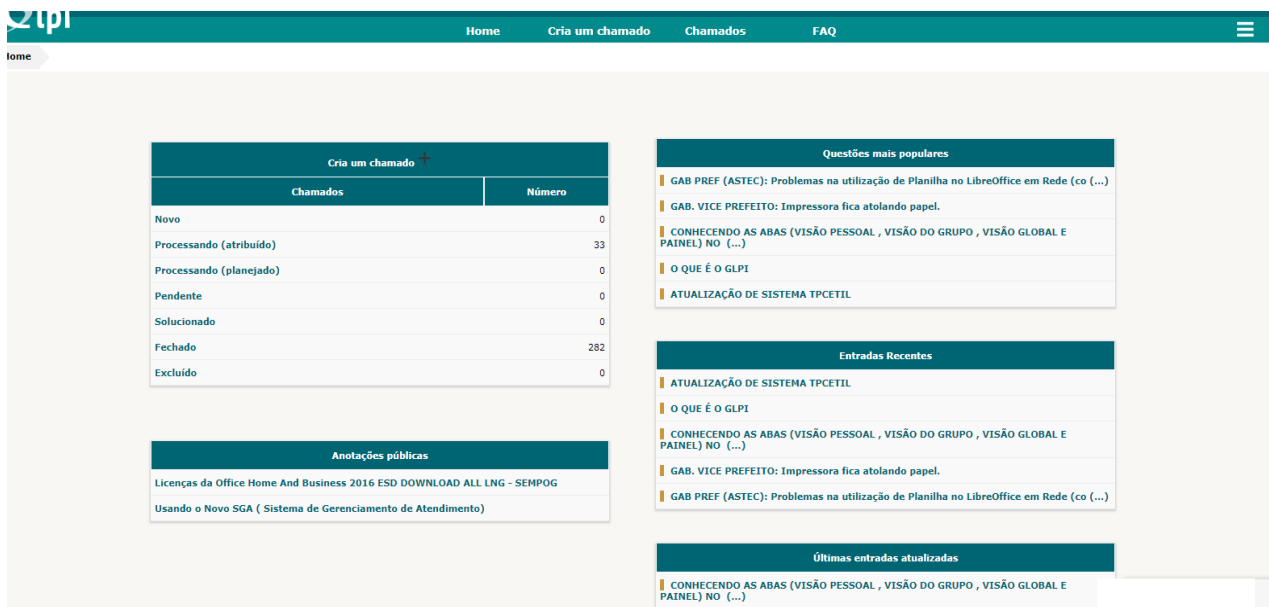 Home
Cria um chamado
Chamados
FAQ
Home
Cria um chamado
Chamados
Número
Novo
0
Processando (atribuído)
33
Processando (planejado)
0
Pendente
0
Solucionado
0
Fechado
282
Excluído
0
Anotações públicas
Licenças da Office Home And Business 2016 ESD DOWNLOAD ALL LNG - SEMPOG
Usando o Novo SGA ( Sistema de Gerenciamento de Atendimento)
Questões mais populares
GAB PREF (ASTEC): Problemas na utilização de Planilha no LibreOffice em Rede (co (...)
GAB. VICE PREFEITO: Impressora fica atolando papel.
CONHECENDO AS ABAS (VISÃO PESSOAL , VISÃO DO GRUPO , VISÃO GLOBAL E
PAINEL) NO (...)
O QUE É O GLPI
ATUALIZAÇÃO DE SISTEMA TPCETIL
Entradas Recentes
ATUALIZAÇÃO DE SISTEMA TPCETIL
O QUE É O GLPI
CONHECENDO AS ABAS (VISÃO PESSOAL , VISÃO DO GRUPO , VISÃO GLOBAL E
PAINEL) NO (...)
GAB. VICE PREFEITO: Impressora fica atolando papel.
GAB PREF (ASTEC): Problemas na utilização de Planilha no LibreOffice em Rede (co (...)
Últimas entradas atualizadas
CONHECENDO AS ABAS (VISÃO PESSOAL , VISÃO DO GRUPO , VISÃO GLOBAL E
PAINEL) NO (...)